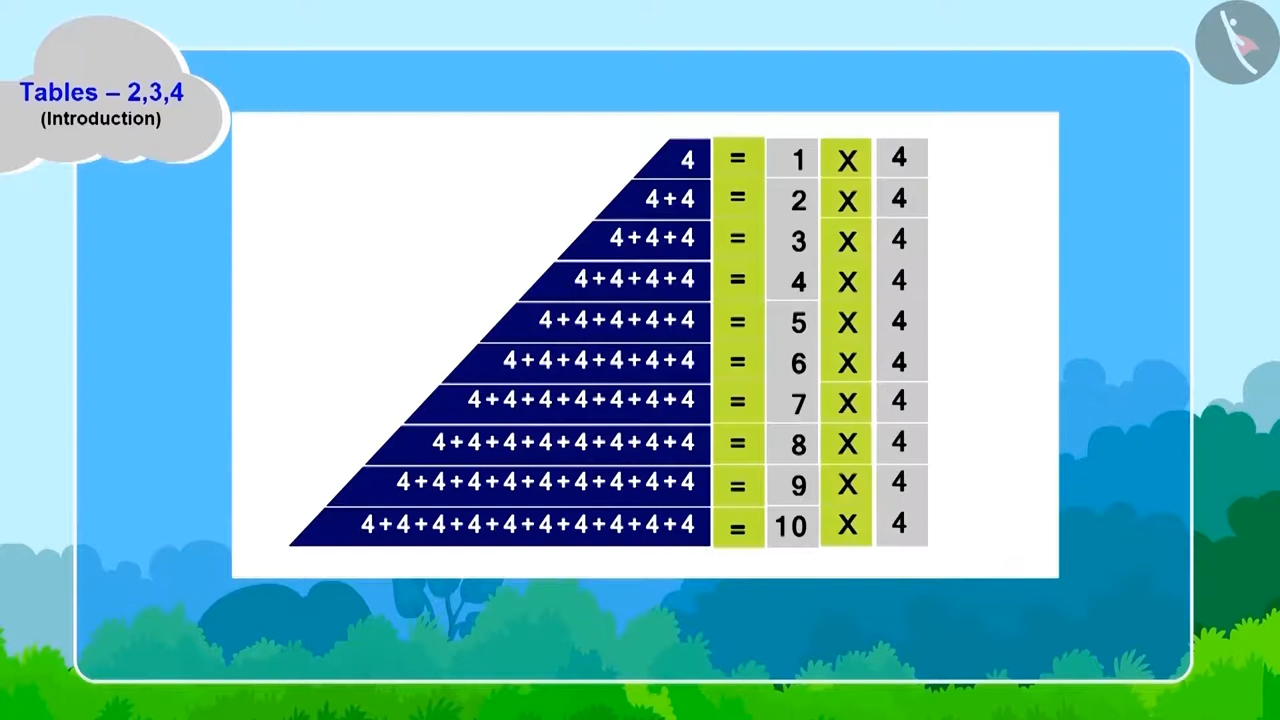 Tables – 2,3,4
(Introduction)
4 = 1 X 4
4+4 = 2 X 4
4+4+4 = 3 X 4
4+4+4+4 = 4 X 4
4+4+4+4+4 = 5 X 4
4+4+4+4+4+4 = 6 X 4
4+4+4+4+4+4+4 = 7 X 4
4+4+4+4+4+4+4+4 = 8 X 4
4+4+4+4+4+4+4+4+4 = 9 X 4
4+4+4+4+4+4+4+4+4+4 = 10 X 4